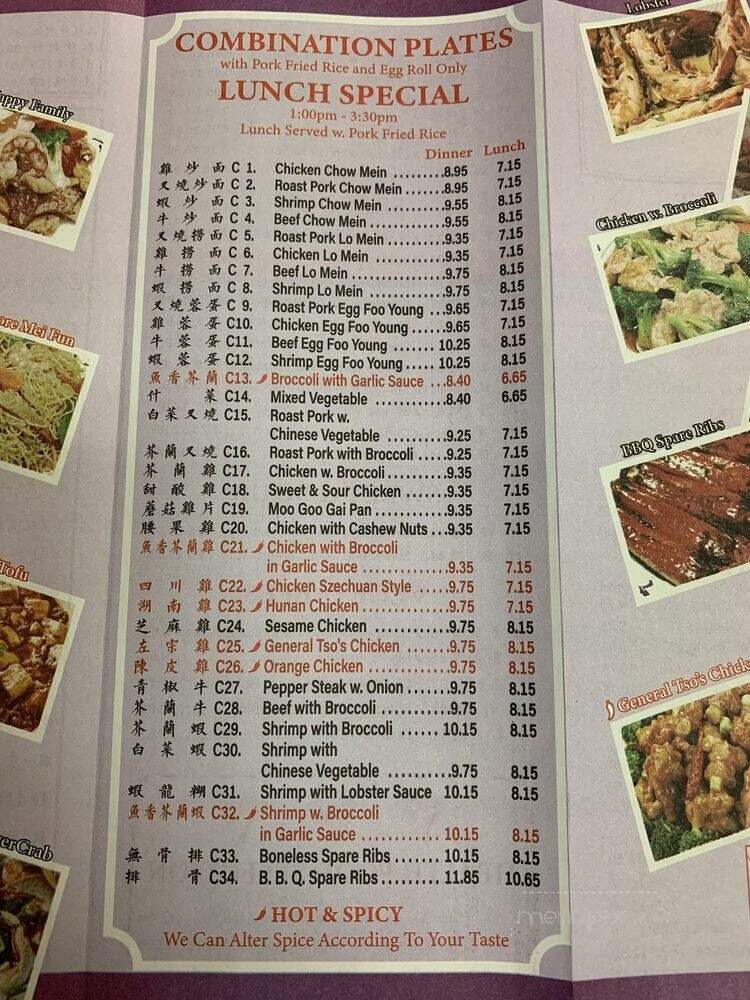 COMBINATION PLATES
with Pork Fried Rice and Egg Roll Only
LUNCH SPECIAL
1:00pm - 3:30pm
Lunch Served w. Pork Fried Rice
Dinner Lunch
雞炒面 C 1. Chicken Chow Mein .........8.95 7.15
叉燒炒面 C 2. Roast Pork Chow Mein ......8.95 7.15
蝦炒面 C 3. Shrimp Chow Mein ..........9.55 8.15
牛炒面 C 4. Beef Chow Mein .............9.55 8.15
叉燒撈面 C 5. Roast Pork Lo Mein .........9.35 7.15
雞撈面 C 6. Chicken Lo Mein ............9.35 7.15
牛撈面 C 7. Beef Lo Mein ................9.75 8.15
蝦撈面 C 8. Shrimp Lo Mein .............9.75 8.15
叉燒蓉蛋 C 9. Roast Pork Egg Foo Young ...9.65 7.15
雞蓉蛋 C10. Chicken Egg Foo Young ......9.65 7.15
牛蓉蛋 C11. Beef Egg Foo Young ....... 10.25 8.15
蝦蓉蛋 C12. Shrimp Egg Foo Young..... 10.25 8.15
魚香芥蘭 C13. Broccoli with Garlic Sauce ...8.40 6.65
什菜 C14. Mixed Vegetable .............8.40 6.65
白菜叉燒 C15. Roast Pork w.
Chinese Vegetable ..........9.25 7.15
芥蘭叉燒 C16. Roast Pork with Broccoli .....9.25 7.15
芥蘭雞 C17. Chicken w. Broccoli...........9.35 7.15
甜酸雞 C18. Sweet & Sour Chicken ........9.35 7.15
蘑菇雞片 C19. Moo Goo Gai Pan .............9.35 7.15
腰果雞 C20. Chicken with Cashew Nuts ...9.35 7.15
魚香芥蘭雞 C21. Chicken with Broccoli
in Garlic Sauce ..............9.35 7.15
四川雞 C22. Chicken Szechuan Style .....9.75 7.15
湖南雞 C23. Hunan Chicken ..............9.75 7.15
芝麻雞 C24. Sesame Chicken .............9.75 8.15
左宗雞 C25. General Tso's Chicken .......9.75 8.15
陳皮雞 C26. Orange Chicken .............9.75 8.15
青椒牛 C27. Pepper Steak w. Onion .......9.75 8.15
芥蘭牛 C28. Beef with Broccoli ...........9.75 8.15
芥蘭蝦 C29. Shrimp with Broccoli ...... 10.15 8.15
白菜蝦 C30. Shrimp with
Chinese Vegetable ..........9.75 8.15
蝦龍糊 C31. Shrimp with Lobster Sauce 10.15 8.15
魚香芥蘭蝦 C32. Shrimp w. Broccoli
in Garlic Sauce ............ 10.15 8.15
無骨排 C33. Boneless Spare Ribs ....... 10.15 8.15
排骨 C34. B. B. Q. Spare Ribs ......... 11.85 10.65
HOT & SPICY
We Can Alter Spice According To Your Taste
appy Family
ore Mei Fun
Tofu
er Crab
Lobster
Chicken w. Broccoli
BBQ Spare Ribs
General Tso's Chick